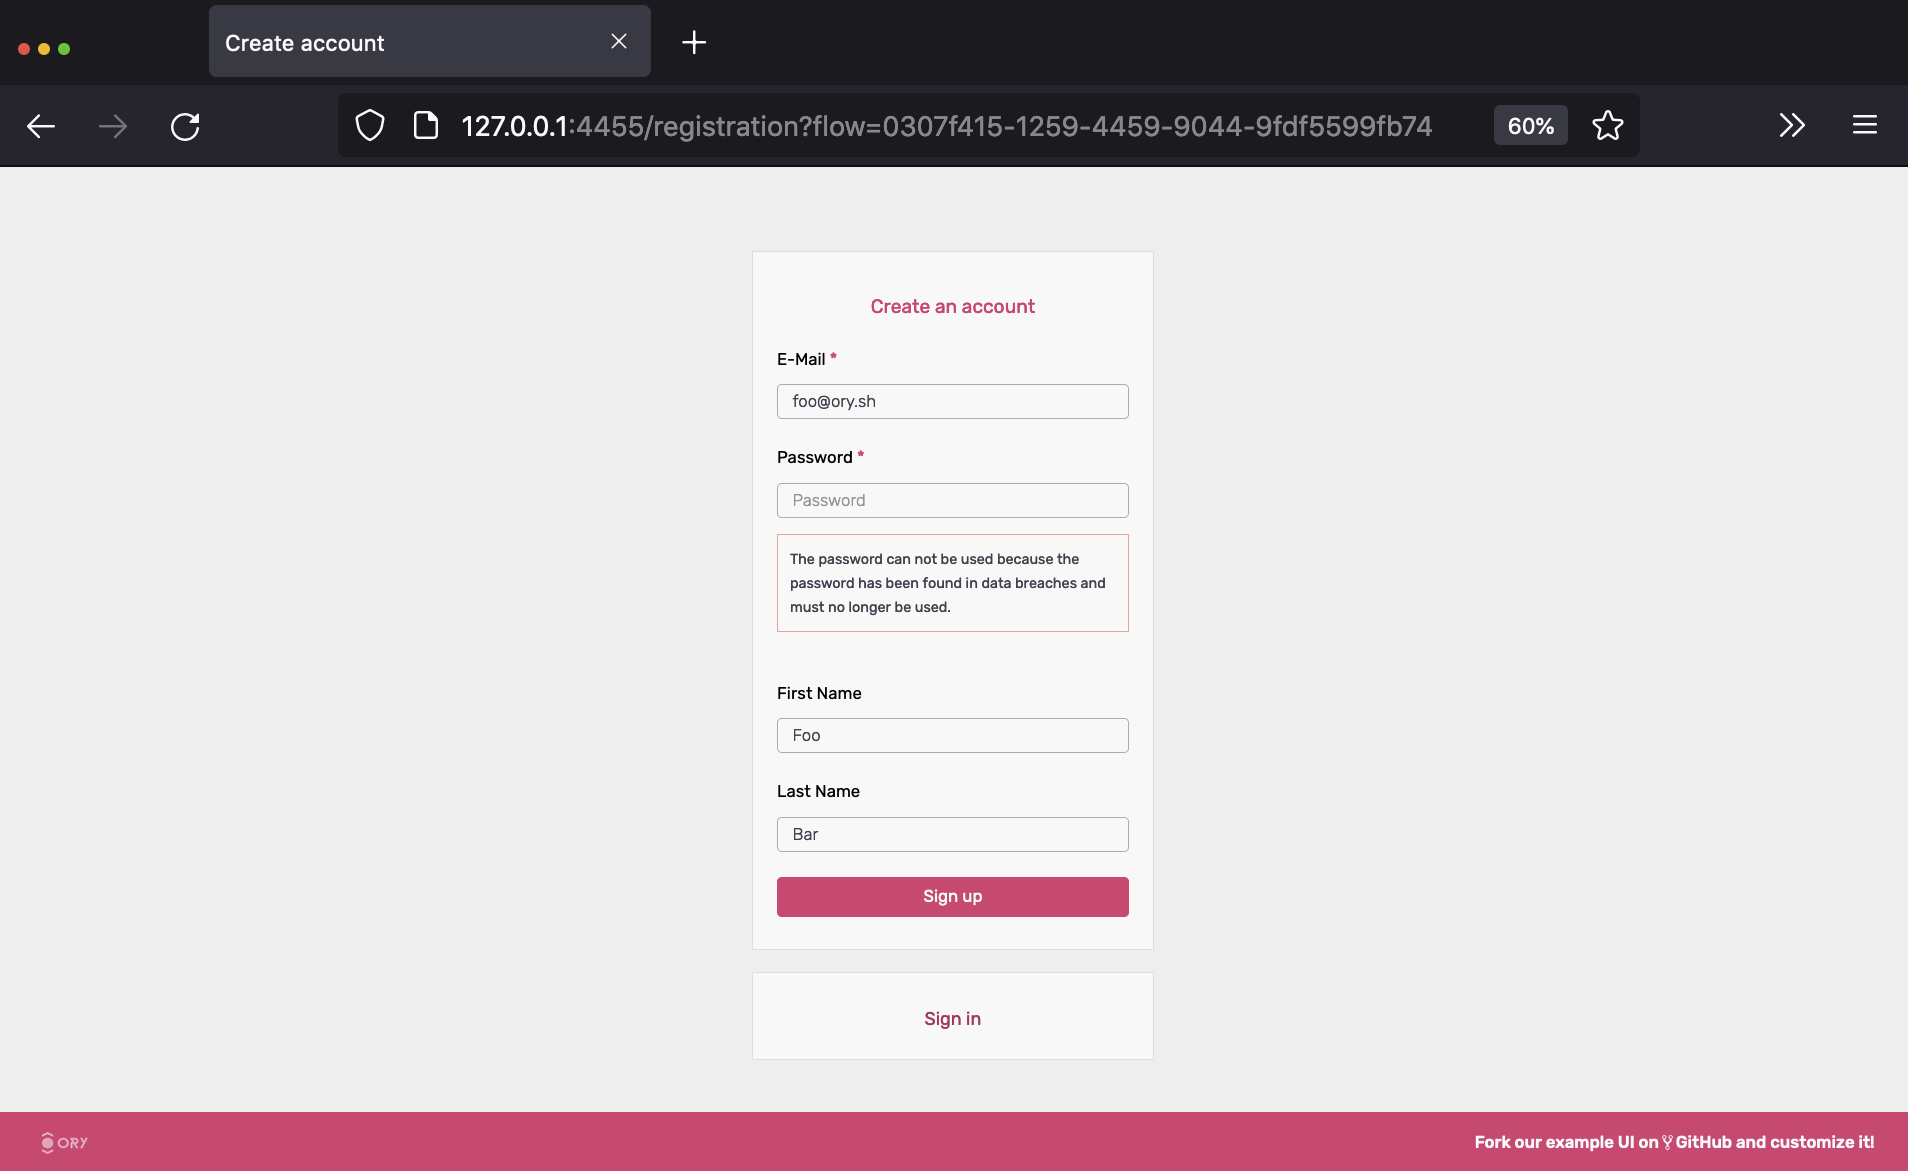 Create account
127.0.0.1:4455/registration?flow=0307f415-1259-4459-9044-9fdf5599fb74
60%
Create an account
E-Mail *
foo@ory.sh
Password *
Password
The password can not be used because the
password has been found in data breaches and
must no longer be used.
First Name
Foo
Last Name
Bar
Sign up
Sign in
ORY
Fork our example UI on GitHub and customize it!